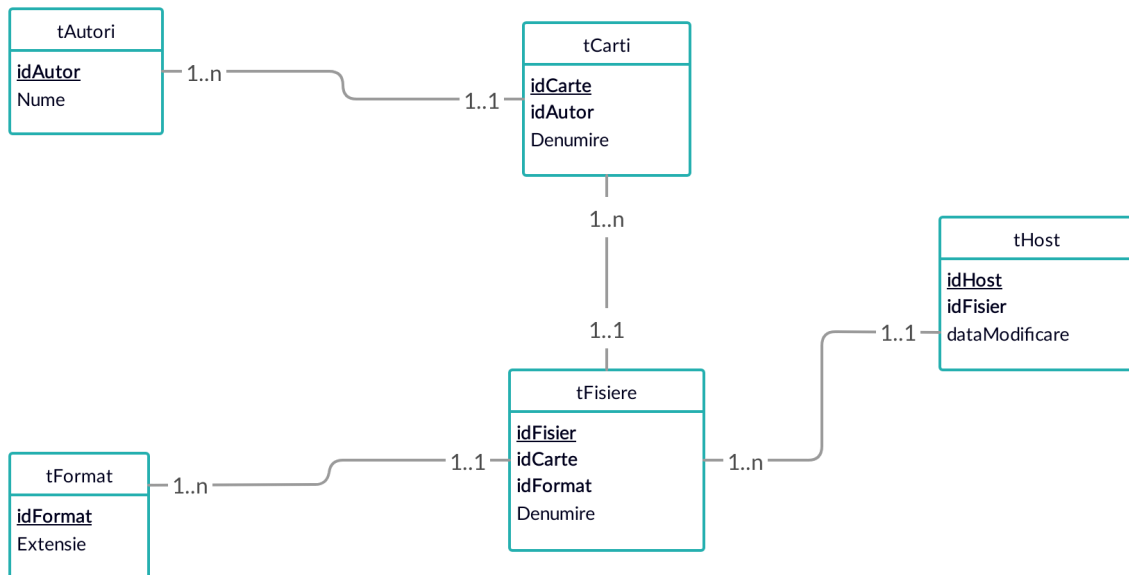 tAutori
idAutor
Nume
1..n
1..1
tCarti
idCarte
idAutor
Denumire
1..n
1..1
tHost
idHost
idFisier
dataModificare
1..1
tFisiere
idFisier
idCarte
idFormat
Denumire
1..n
1..1
tFormat
idFormat
Extensie
1..n